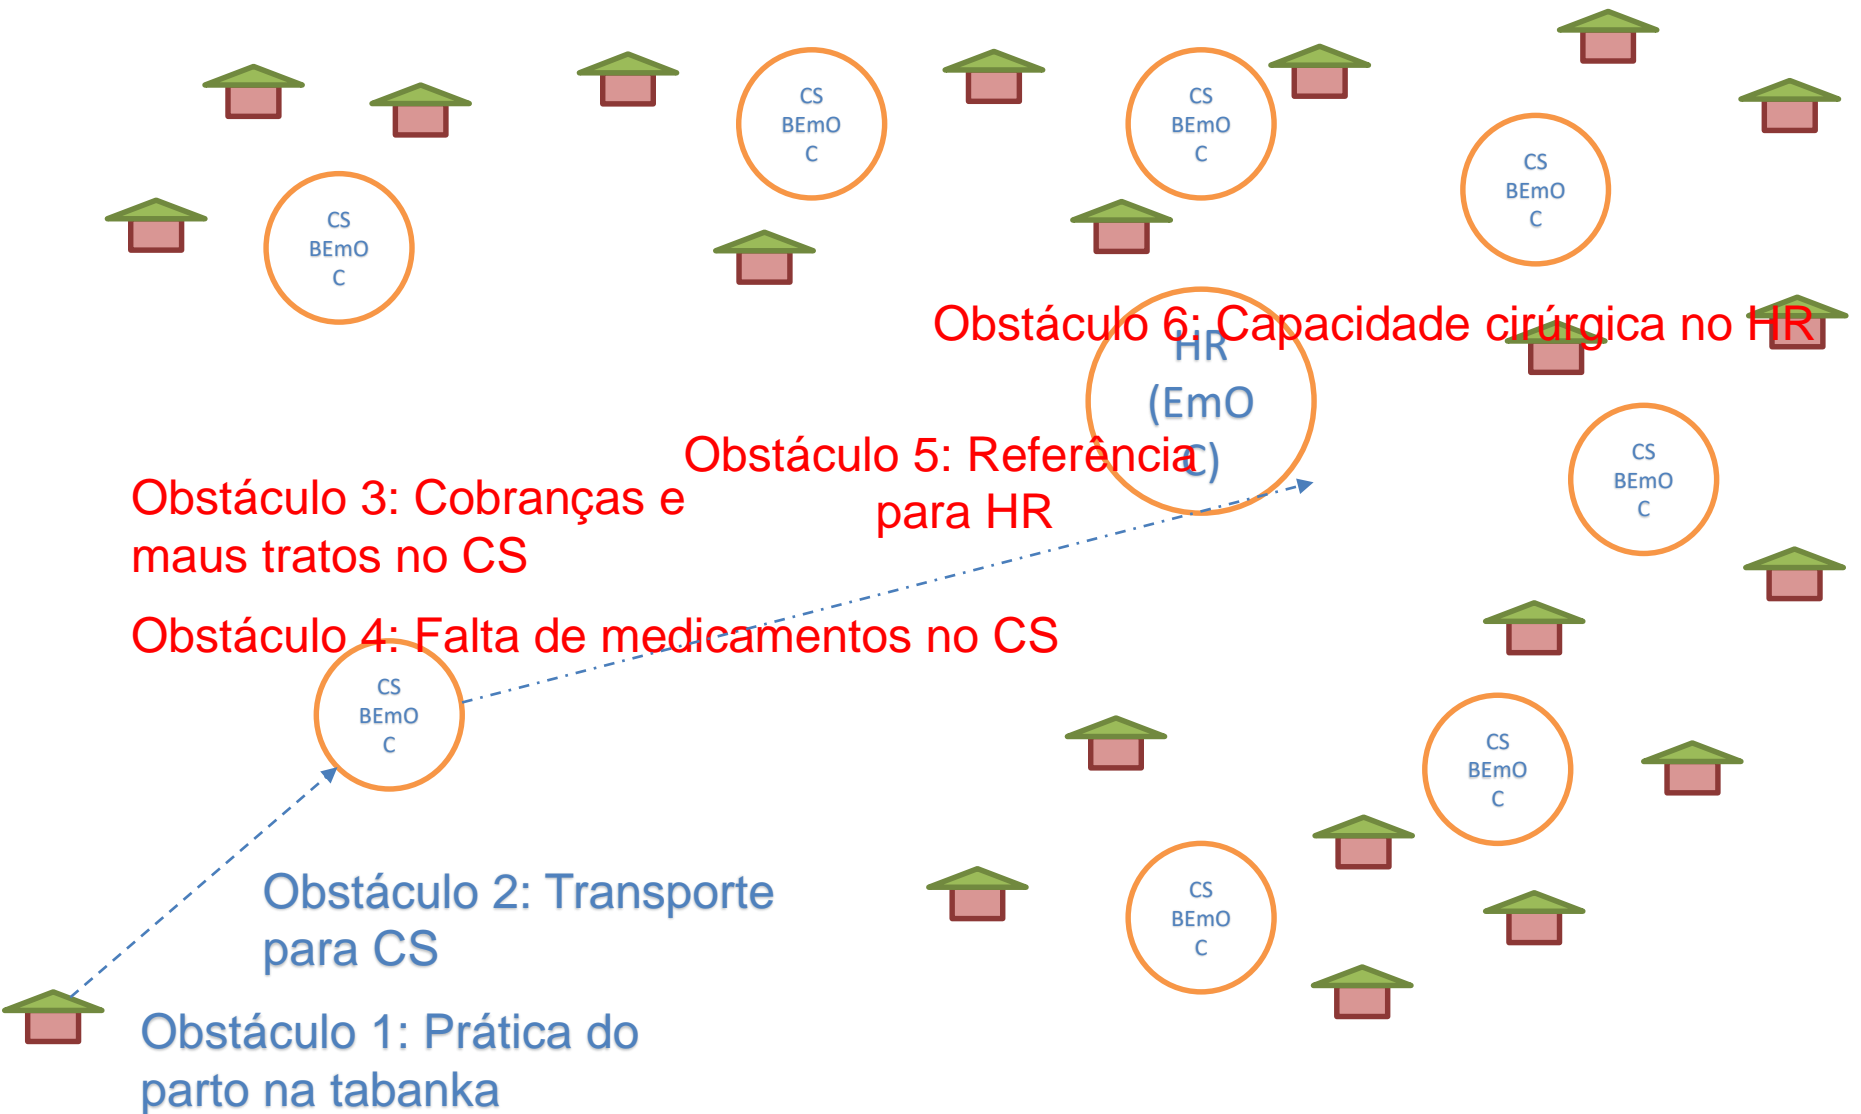 CS
BEmO
C
CS
BEmO
C
CS
BEmO
C
CS
BEmO
C
Obstáculo 6: Capacidade cirúrgica no HR
HR
(EmO
C)
Obstáculo 5: Referência
para HR
Obstáculo 3: Cobranças e
maus tratos no CS
CS
BEmO
C
Obstáculo 4: Falta de medicamentos no CS
CS
BEmO
C
CS
BEmO
C
Obstáculo 2: Transporte
para CS
CS
BEmO
C
Obstáculo 1: Prática do
parto na tabanka